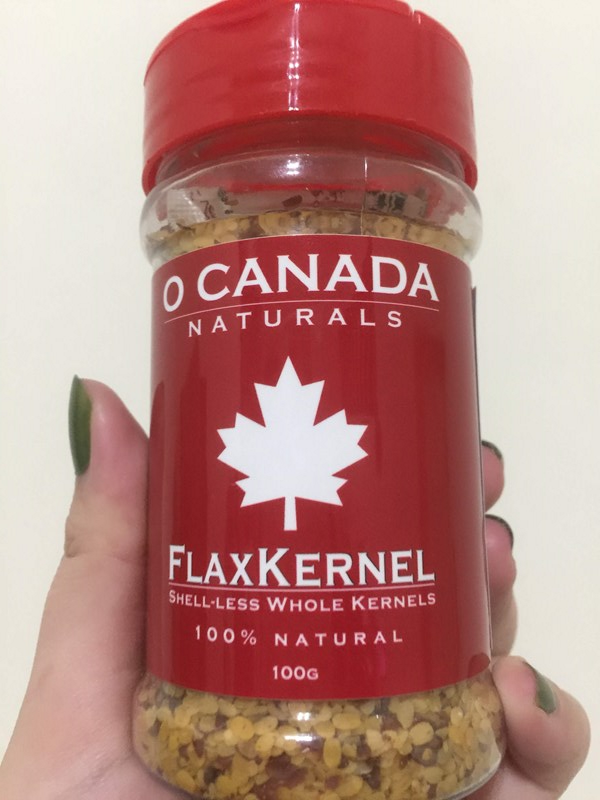 O CANADA
NATURALS
FLAXKERNEL
SHELL-LESS WHOLE KERNELS
100% NATURAL
100G